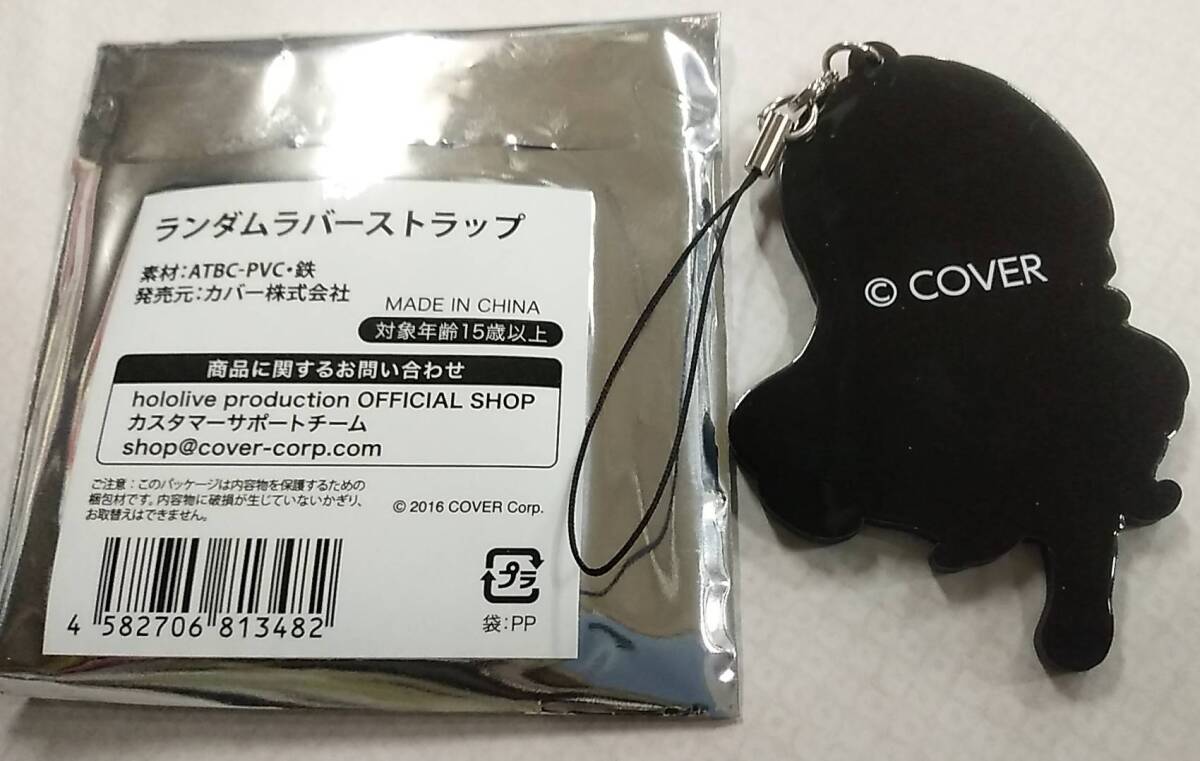 ランダムラバーストラップ
素材：ATBC-PVC・鉄
発売元：カバー株式会社
MADE IN CHINA
対象年齢15歳以上
商品に関するお問い合わせ
hololive production OFFICIAL SHOP
カスタマーサポートチーム
shop@cover-corp.com
ご注意：このパッケージは内容物を保護するための
梱包材です。内容物に破損が生じていないかぎり、
お取替えはできません。
© 2016 COVER Corp.
4 582706 813482
プラ
袋：PP
© COVER